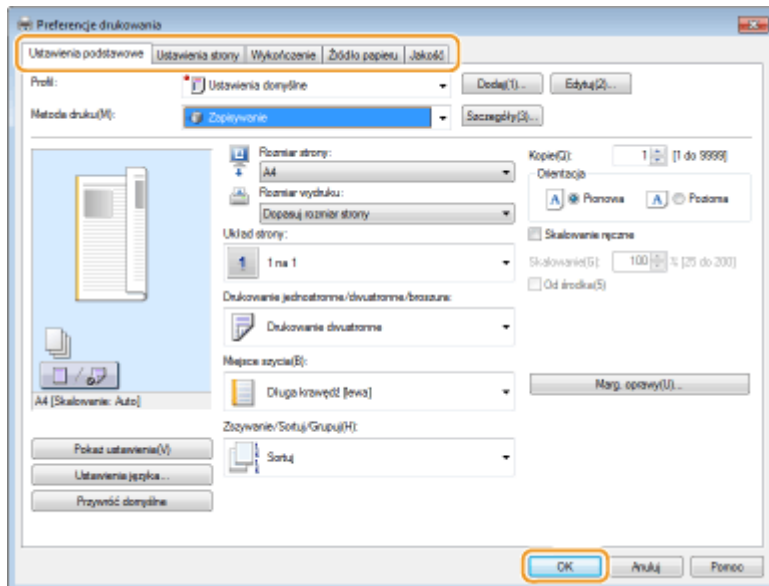 Preferencje drukowania
Ustawienia podstawowe Ustawienia strony Wykończenie Źródło papieru Jakość
Profil: Ustawienia domyślne Dodaj(1)... Edytuj(2)...
Metoda druku(M): Zapisywanie Szczegóły(3)...
Rozmiar strony:
A4
Rozmiar wydruku:
Dopasuj rozmiar strony
Układ strony:
1 1 na 1
Drukowanie jednostronne/dwustronne/broszura:
Drukowanie dwustronne
Miejsce szycia(B):
Długa krawędź [lewa]
Zszywanie/Sortuj/Grupuj(H):
Sortuj
Kopie(Q): 1 [1 do 9999]
Orientacja
A Pionowa A Pozioma
Skalowanie ręczne
Skalowanie(G): 100 % [25 do 200]
Od środka(5)
Marg. oprawy(U)...
A4 [Skalowanie: Auto]
Pokaż ustawienia(V)
Ustawienia języka...
Przywróć domyślne
OK Anuluj Pomoc